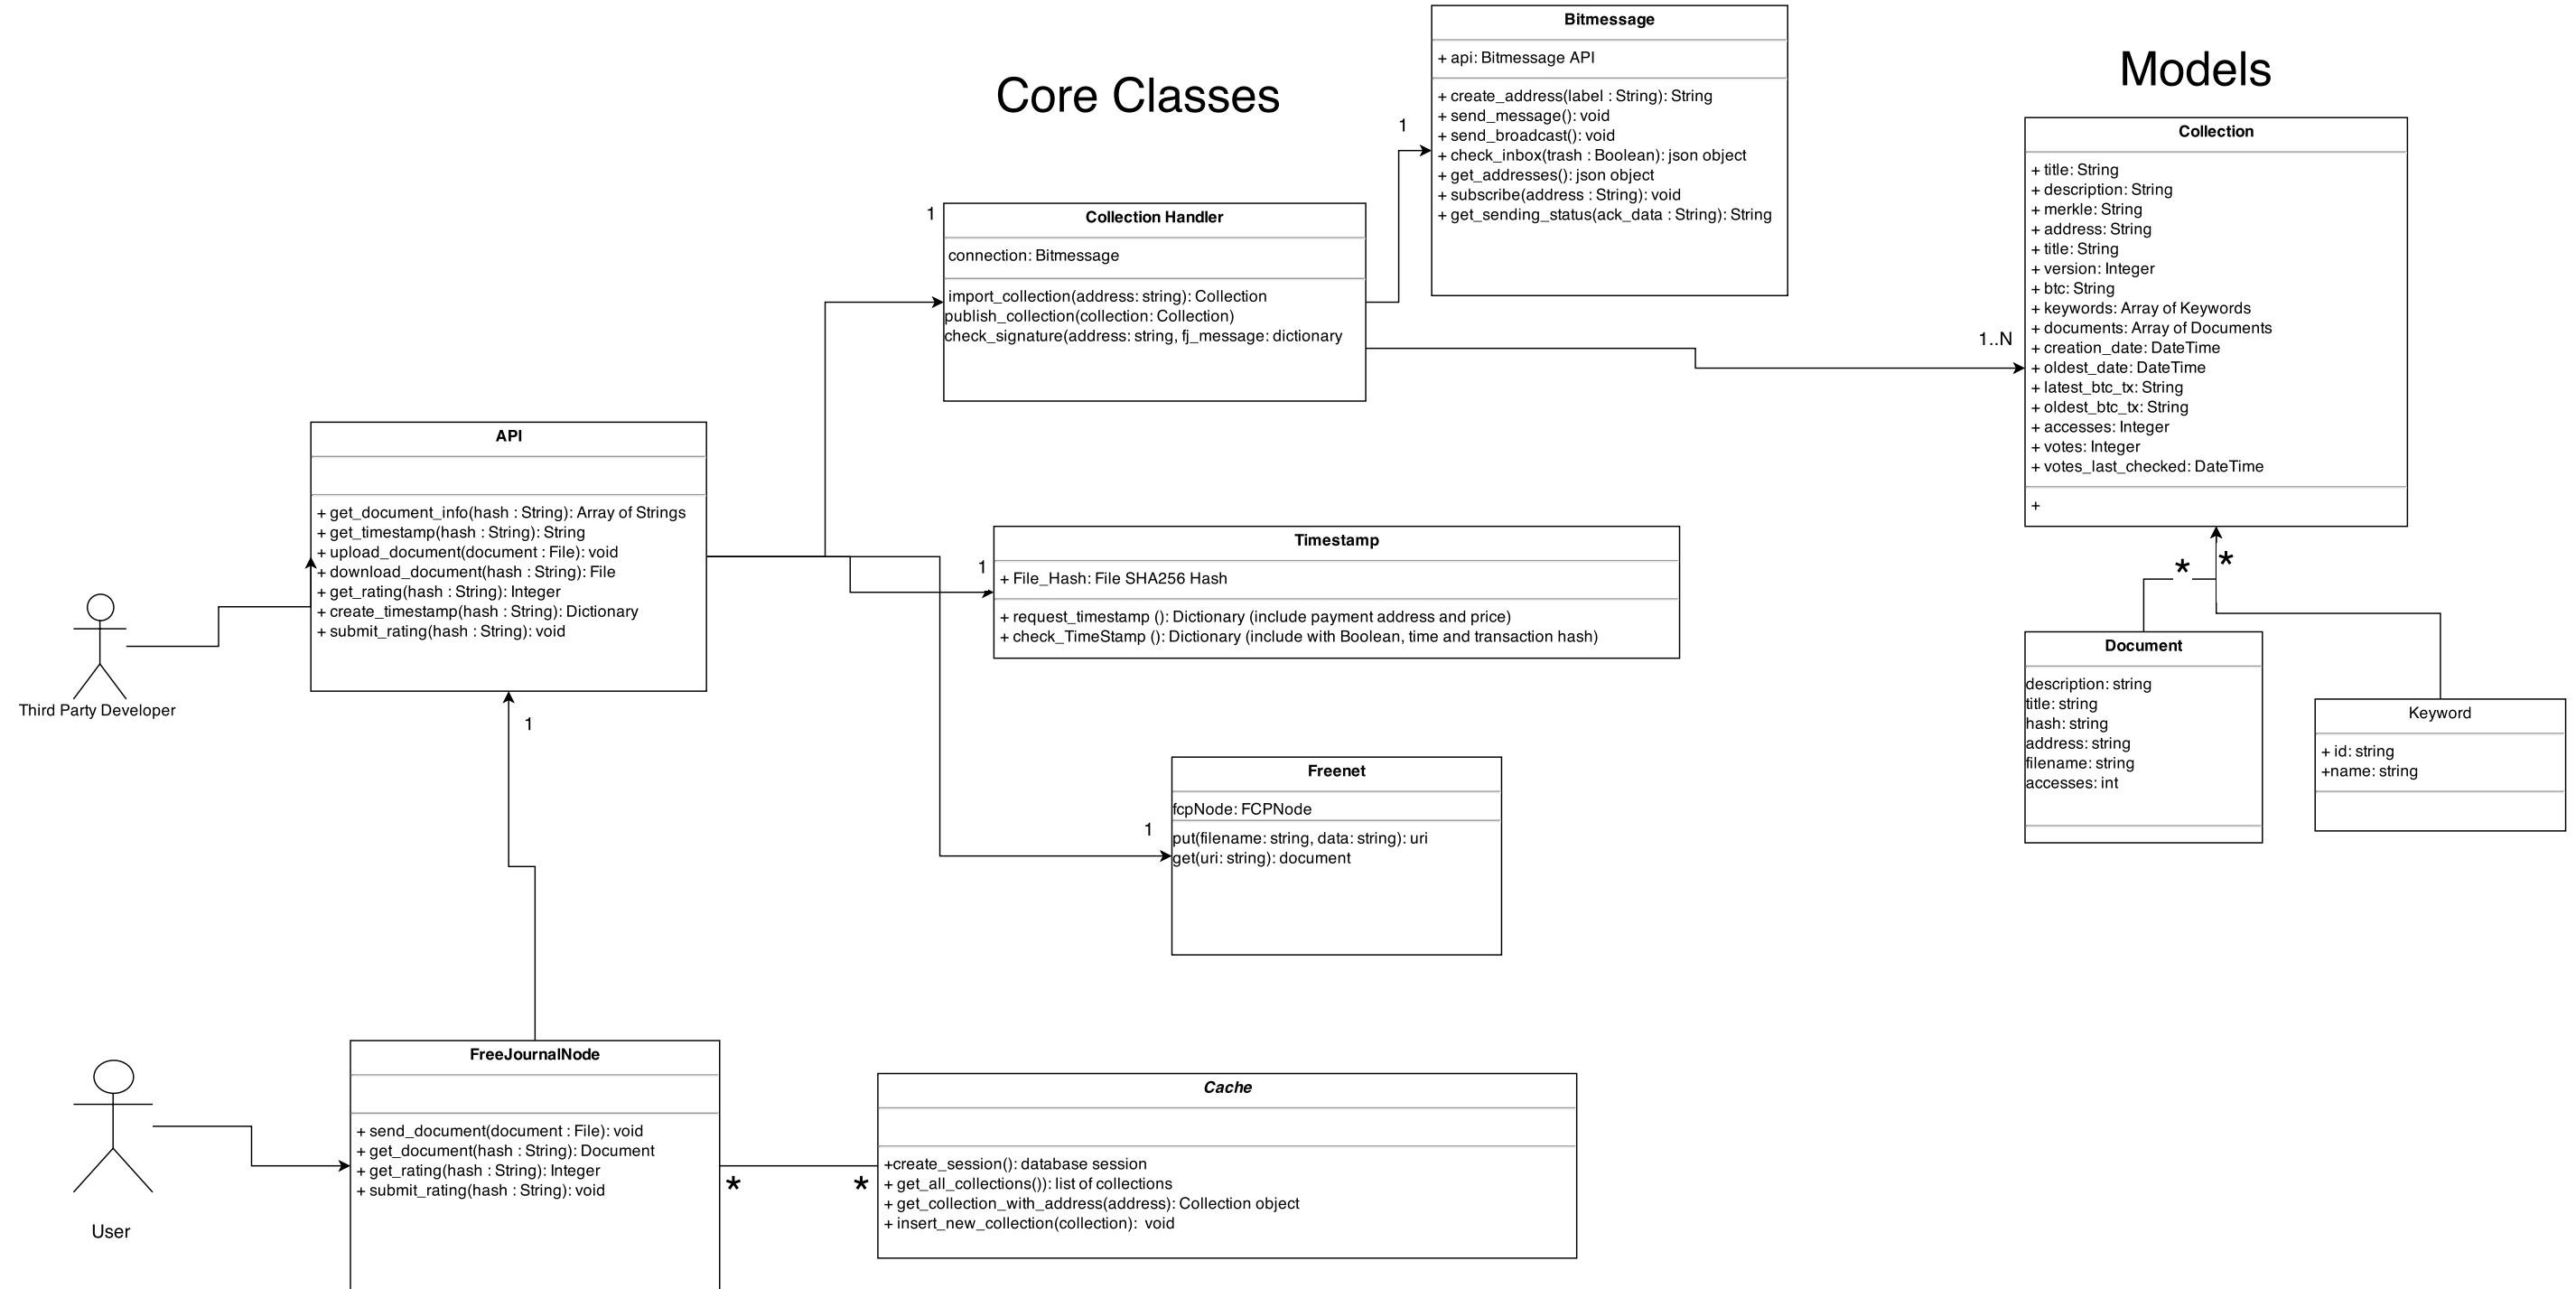 Core Classes
Models
Bitmessage
+ api: Bitmessage API
+ create_address(label : String): String
+ send_message(): void
+ send_broadcast(): void
+ check_inbox(trash : Boolean): json object
+ get_addresses(): json object
+ subscribe(address : String): void
+ get_sending_status(ack_data : String): String
1
1
Collection Handler
connection: Bitmessage
import_collection(address: string): Collection
publish_collection(collection: Collection)
check_signature(address: string, fj_message: dictionary
1..N
Collection
+ title: String
+ description: String
+ merkle: String
+ address: String
+ title: String
+ version: Integer
+ btc: String
+ keywords: Array of Keywords
+ documents: Array of Documents
+ creation_date: DateTime
+ oldest_date: DateTime
+ latest_btc_tx: String
+ oldest_btc_tx: String
+ accesses: Integer
+ votes: Integer
+ votes_last_checked: DateTime
+
* *
API
+ get_document_info(hash : String): Array of Strings
+ get_timestamp(hash : String): String
+ upload_document(document : File): void
+ download_document(hash : String): File
+ get_rating(hash : String): Integer
+ create_timestamp(hash : String): Dictionary
+ submit_rating(hash : String): void
Third Party Developer
1
1
Timestamp
+ File_Hash: File SHA256 Hash
+ request_timestamp (): Dictionary (include payment address and price)
+ check_TimeStamp (): Dictionary (include with Boolean, time and transaction hash)
Document
description: string
title: string
hash: string
address: string
filename: string
accesses: int
Keyword
+ id: string
+name: string
1
Freenet
fcpNode: FCPNode
put(filename: string, data: string): uri
get(uri: string): document
User
FreeJournalNode
+ send_document(document : File): void
+ get_document(hash : String): Document
+ get_rating(hash : String): Integer
+ submit_rating(hash : String): void
* *
Cache
+create_session(): database session
+ get_all_collections()): list of collections
+ get_collection_with_address(address): Collection object
+ insert_new_collection(collection): void